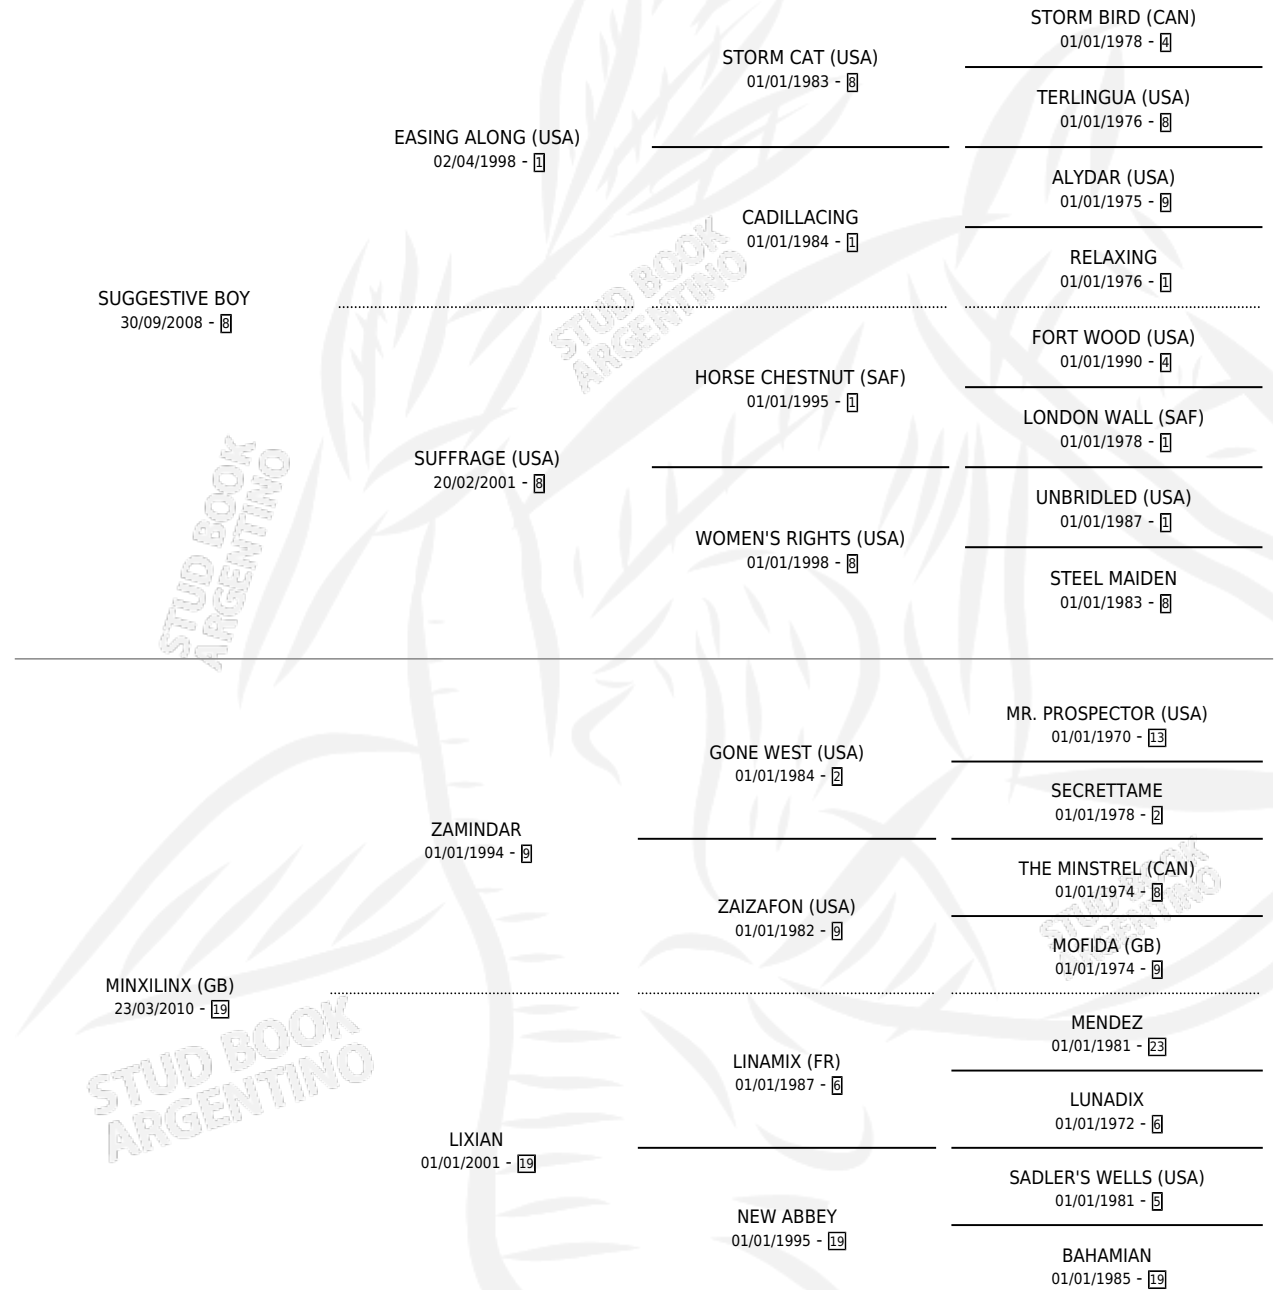 STORM BIRD (CAN)
01/01/1978 - 4
STORM CAT (USA)
01/01/1983 - 8
TERLINGUA (USA)
01/01/1976 - 8
EASING ALONG (USA)
02/04/1998 - 1
ALYDAR (USA)
01/01/1975 - 9
CADILLACING
01/01/1984 - 1
RELAXING
01/01/1976 - 1
SUGGESTIVE BOY
30/09/2008 - 8
FORT WOOD (USA)
01/01/1990 - 4
HORSE CHESTNUT (SAF)
01/01/1995 - 1
LONDON WALL (SAF)
01/01/1978 - 1
SUFFRAGE (USA)
20/02/2001 - 8
UNBRIDLED (USA)
01/01/1987 - 1
WOMEN'S RIGHTS (USA)
01/01/1998 - 8
STEEL MAIDEN
01/01/1983 - 8
MR. PROSPECTOR (USA)
01/01/1970 - 13
GONE WEST (USA)
01/01/1984 - 2
SECRETTAME
01/01/1978 - 2
ZAMINDAR
01/01/1994 - 9
THE MINSTREL (CAN)
01/01/1974 - 8
ZAIZAFON (USA)
01/01/1982 - 9
MOFIDA (GB)
01/01/1974 - 9
MINXILINX (GB)
23/03/2010 - 19
MENDEZ
01/01/1981 - 23
LINAMIX (FR)
01/01/1987 - 6
LUNADIX
01/01/1972 - 6
LIXIAN
01/01/2001 - 19
SADLER'S WELLS (USA)
01/01/1981 - 5
NEW ABBEY
01/01/1995 - 19
BAHAMIAN
01/01/1985 - 19
STUD BOOK
ARGENTINO
STUD BOOK
ARGENTINO
STUD BOOK
ARGENTINO
STUD BOOK
ARGENTINO